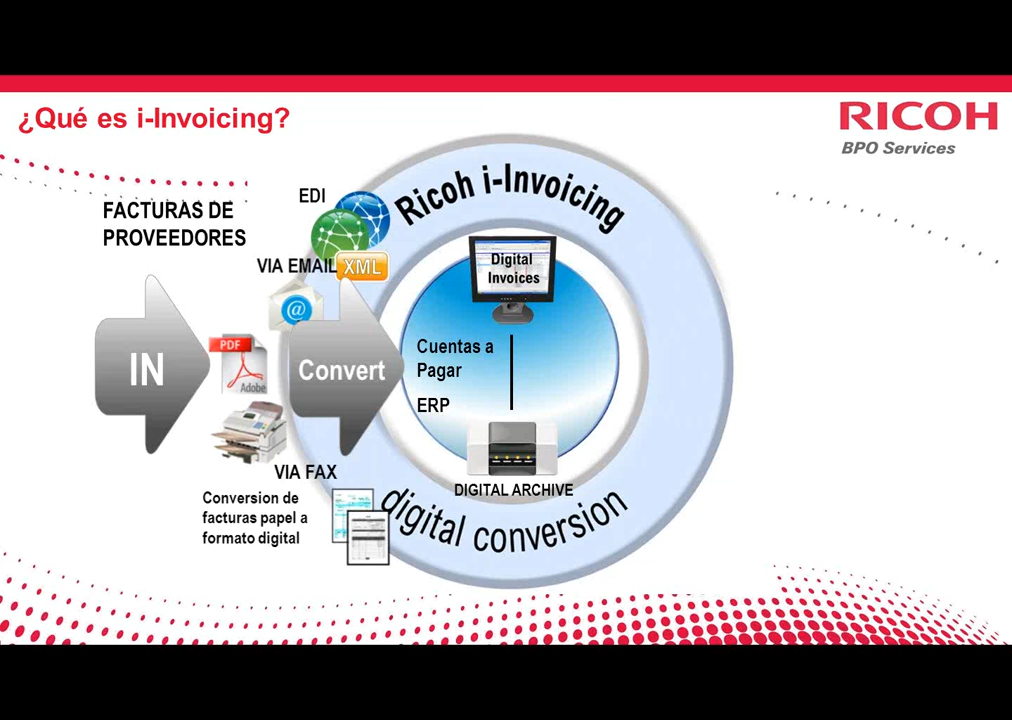 ¿Qué es i-Invoicing?
RICOH
BPO Services
FACTURAS DE
PROVEEDORES
EDI
XML
VIA EMAIL
@
IN
PDF
Adobe
Convert
VIA FAX
Conversion de
facturas papel a
formato digital
Ricoh i-Invoicing
Digital
Invoices
Cuentas a
Pagar
ERP
DIGITAL ARCHIVE
digital conversion